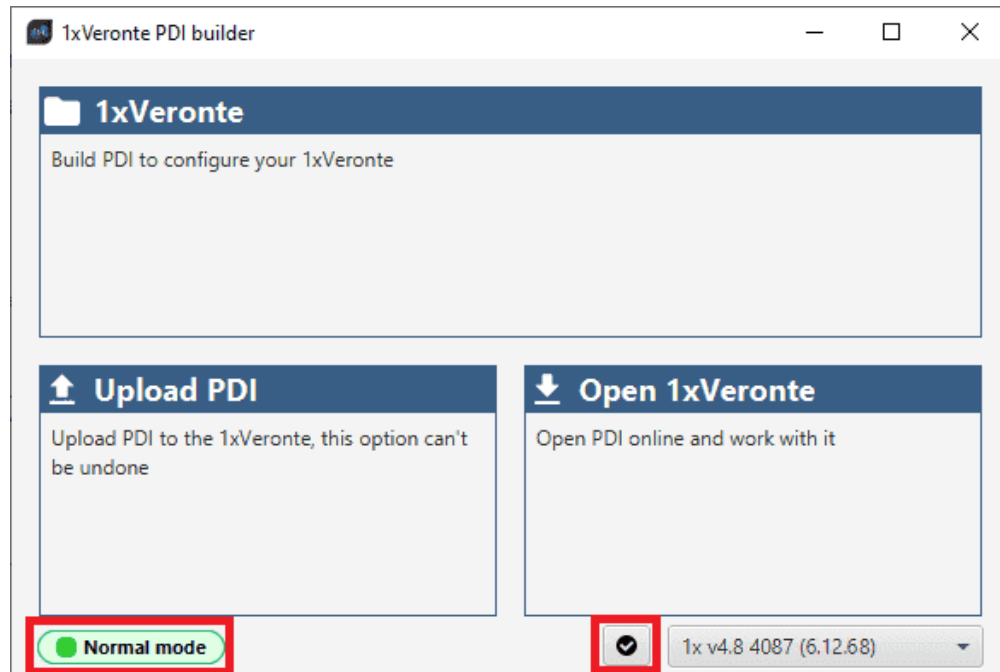 1xVeronte PDI builder
1xVeronte
Build PDI to configure your 1xVeronte
Upload PDI
Upload PDI to the 1xVeronte, this option can't
be undone
Open 1xVeronte
Open PDI online and work with it
Normal mode
1x v4.8 4087 (6.12.68)